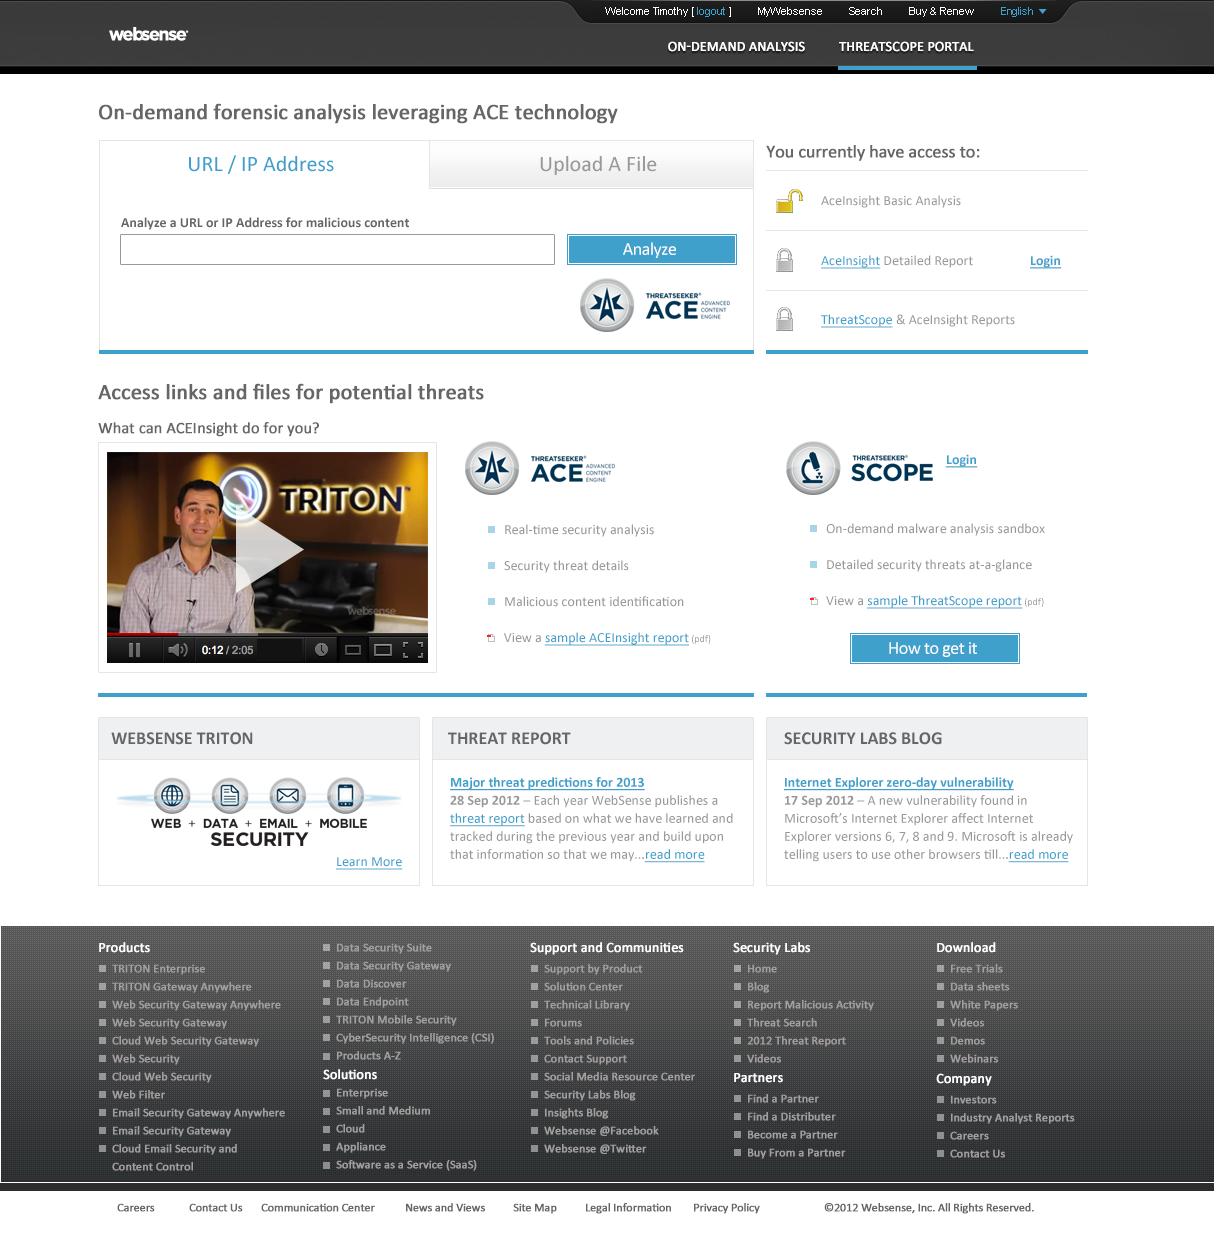 Welcome Timothy [ logout ] MyWebsense Search Buy & Renew English
websense
ON-DEMAND ANALYSIS THREATSCOPE PORTAL
On-demand forensic analysis leveraging ACE technology
URL / IP Address Upload A File
Analyze a URL or IP Address for malicious content
Analyze
THREATSEEKER®
ACE ADVANCED
CONTENT
ENGINE
You currently have access to:
AceInsight Basic Analysis
AceInsight Detailed Report Login
ThreatScope & AceInsight Reports
Access links and files for potential threats
What can ACEInsight do for you?
TRITON™
websense
0:12 / 2:05
THREATSEEKER®
ACE ADVANCED
CONTENT
ENGINE
Real-time security analysis
Security threat details
Malicious content identification
View a sample ACEInsight report (pdf)
THREATSEEKER®
SCOPE Login
On-demand malware analysis sandbox
Detailed security threats at-a-glance
View a sample ThreatScope report (pdf)
How to get it
WEBSENSE TRITON
WEB + DATA + EMAIL + MOBILE
SECURITY
Learn More
THREAT REPORT
Major threat predictions for 2013
28 Sep 2012 – Each year WebSense publishes a
threat report based on what we have learned and
tracked during the previous year and build upon
that information so that we may...read more
SECURITY LABS BLOG
Internet Explorer zero-day vulnerability
17 Sep 2012 – A new vulnerability found in
Microsoft's Internet Explorer affect Internet
Explorer versions 6, 7, 8 and 9. Microsoft is already
telling users to use other browsers till...read more
Products
TRITON Enterprise
TRITON Gateway Anywhere
Web Security Gateway Anywhere
Web Security Gateway
Cloud Web Security Gateway
Web Security
Cloud Web Security
Web Filter
Email Security Gateway Anywhere
Email Security Gateway
Cloud Email Security and
Content Control
Data Security Suite
Data Security Gateway
Data Discover
Data Endpoint
TRITON Mobile Security
CyberSecurity Intelligence (CSI)
Products A-Z
Solutions
Enterprise
Small and Medium
Cloud
Appliance
Software as a Service (SaaS)
Support and Communities
Support by Product
Solution Center
Technical Library
Forums
Tools and Policies
Contact Support
Social Media Resource Center
Security Labs Blog
Insights Blog
Websense @Facebook
Websense @Twitter
Security Labs
Home
Blog
Report Malicious Activity
Threat Search
2012 Threat Report
Videos
Partners
Find a Partner
Find a Distributer
Become a Partner
Buy From a Partner
Download
Free Trials
Data sheets
White Papers
Videos
Demos
Webinars
Company
Investors
Industry Analyst Reports
Careers
Contact Us
Careers Contact Us Communication Center News and Views Site Map Legal Information Privacy Policy ©2012 Websense, Inc. All Rights Reserved.